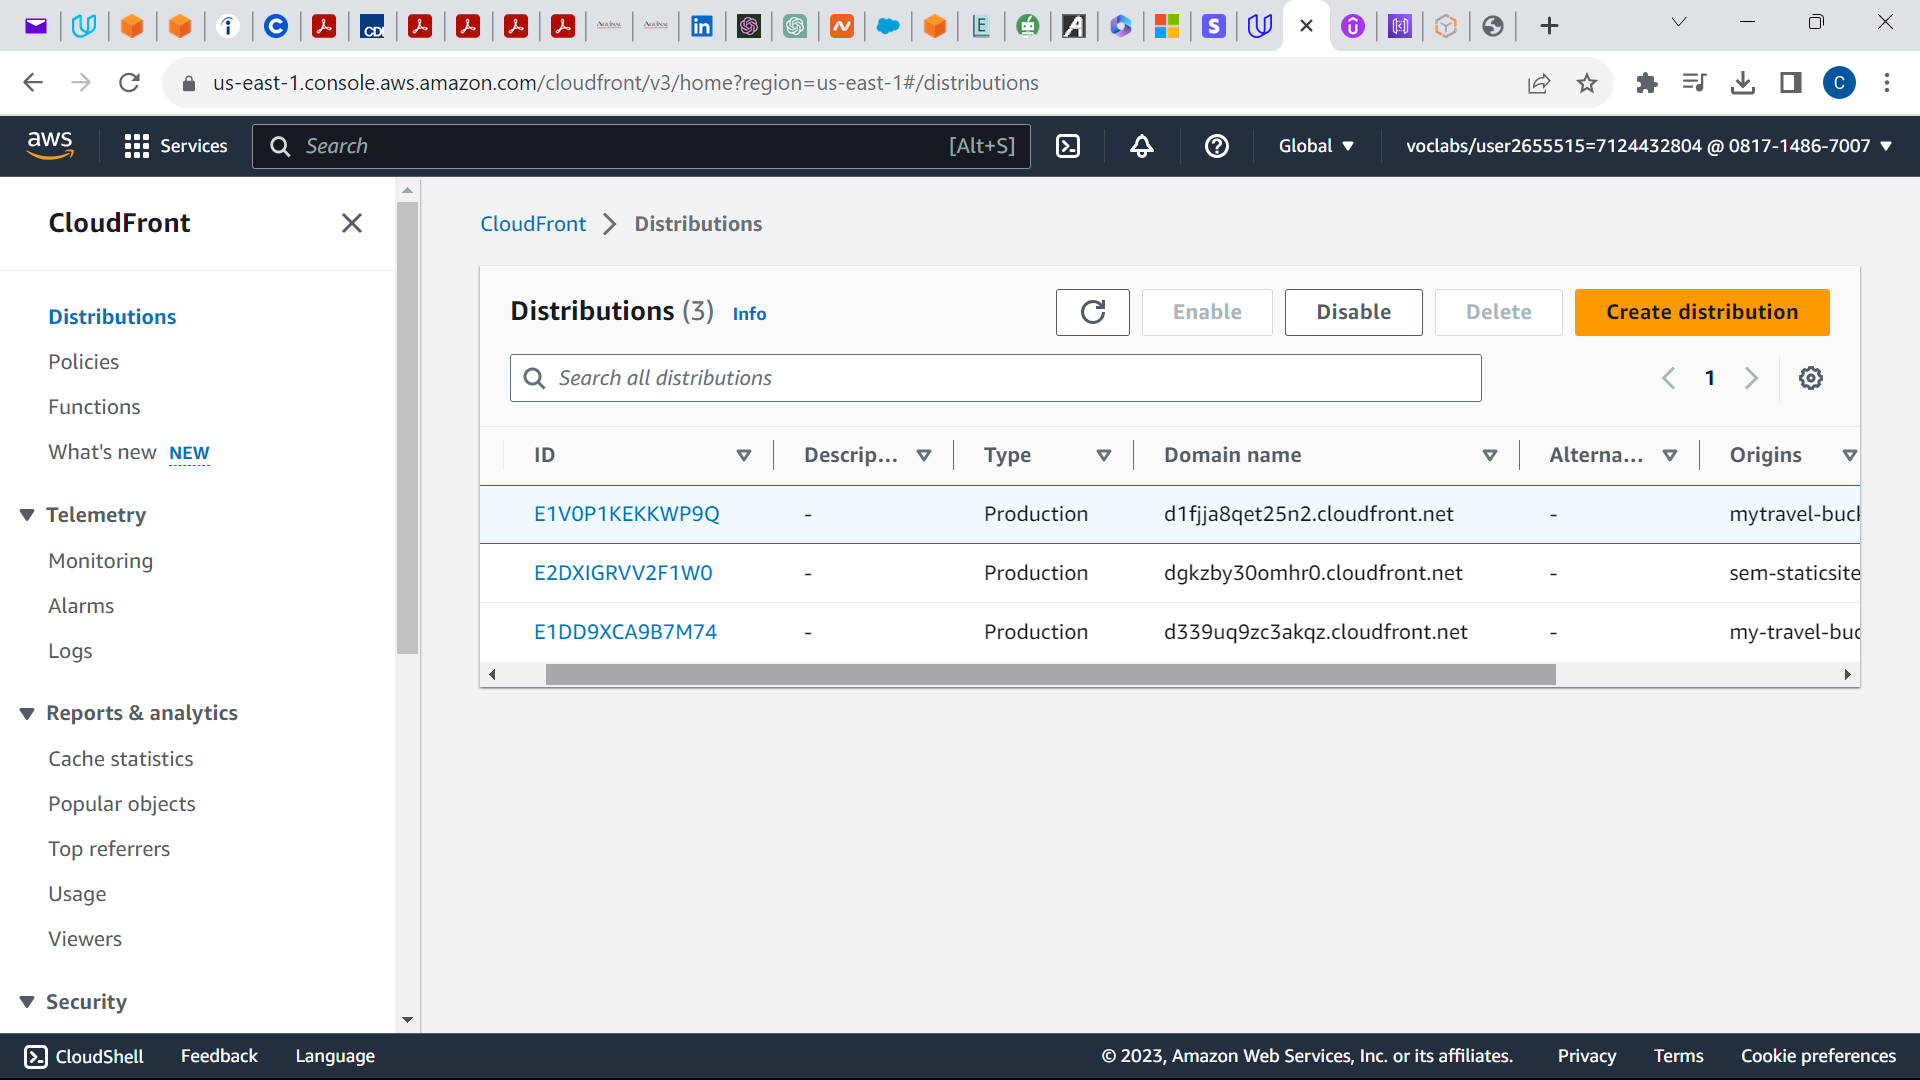 us-east-1.console.aws.amazon.com/cloudfront/v3/home?region=us-east-1#/distributions
C
aws
Services
Search
[Alt+S]
Global
voclabs/user2655515=7124432804 @ 0817-1486-7007
CloudFront
Distributions
Policies
Functions
What's new NEW
Telemetry
Monitoring
Alarms
Logs
Reports & analytics
Cache statistics
Popular objects
Top referrers
Usage
Viewers
Security
CloudFront
Distributions
Distributions (3) Info
Enable
Disable
Delete
Create distribution
Search all distributions
1
ID Descrip... Type Domain name Alterna... Origins
E1V0P1KEKKWP9Q - Production d1fjja8qet25n2.cloudfront.net - mytravel-buck
E2DXIGRVV2F1W0 - Production dgkzby30omhr0.cloudfront.net - sem-staticsite
E1DD9XCA9B7M74 - Production d339uq9zc3akqz.cloudfront.net - my-travel-buc
CloudShell
Feedback
Language
© 2023, Amazon Web Services, Inc. or its affiliates.
Privacy
Terms
Cookie preferences